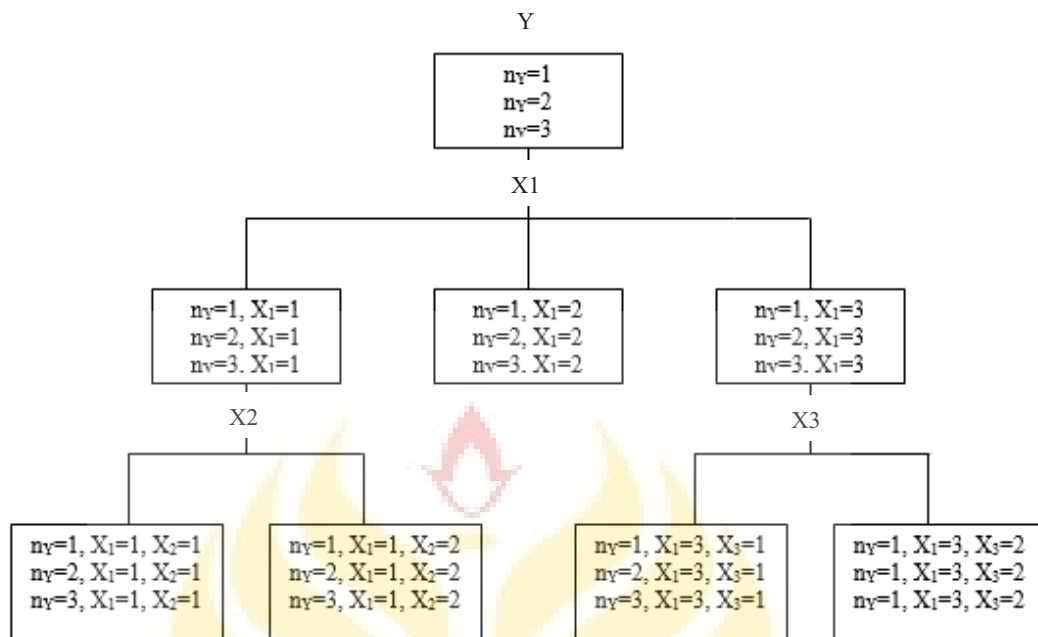 Y
nY=1
nY=2
nY=3
X1
nY=1, X1=1
nY=2, X1=1
nY=3. X1=1
nY=1, X1=2
nY=2, X1=2
nY=3. X1=2
nY=1, X1=3
nY=2, X1=3
nY=3. X1=3
X2
X3
nY=1, X1=1, X2=1
nY=2, X1=1, X2=1
nY=3, X1=1, X2=1
nY=1, X1=1, X2=2
nY=2, X1=1, X2=2
nY=3, X1=1, X2=2
nY=1, X1=3, X3=1
nY=2, X1=3, X3=1
nY=3, X1=3, X3=1
nY=1, X1=3, X3=2
nY=1, X1=3, X3=2
nY=1, X1=3, X3=2